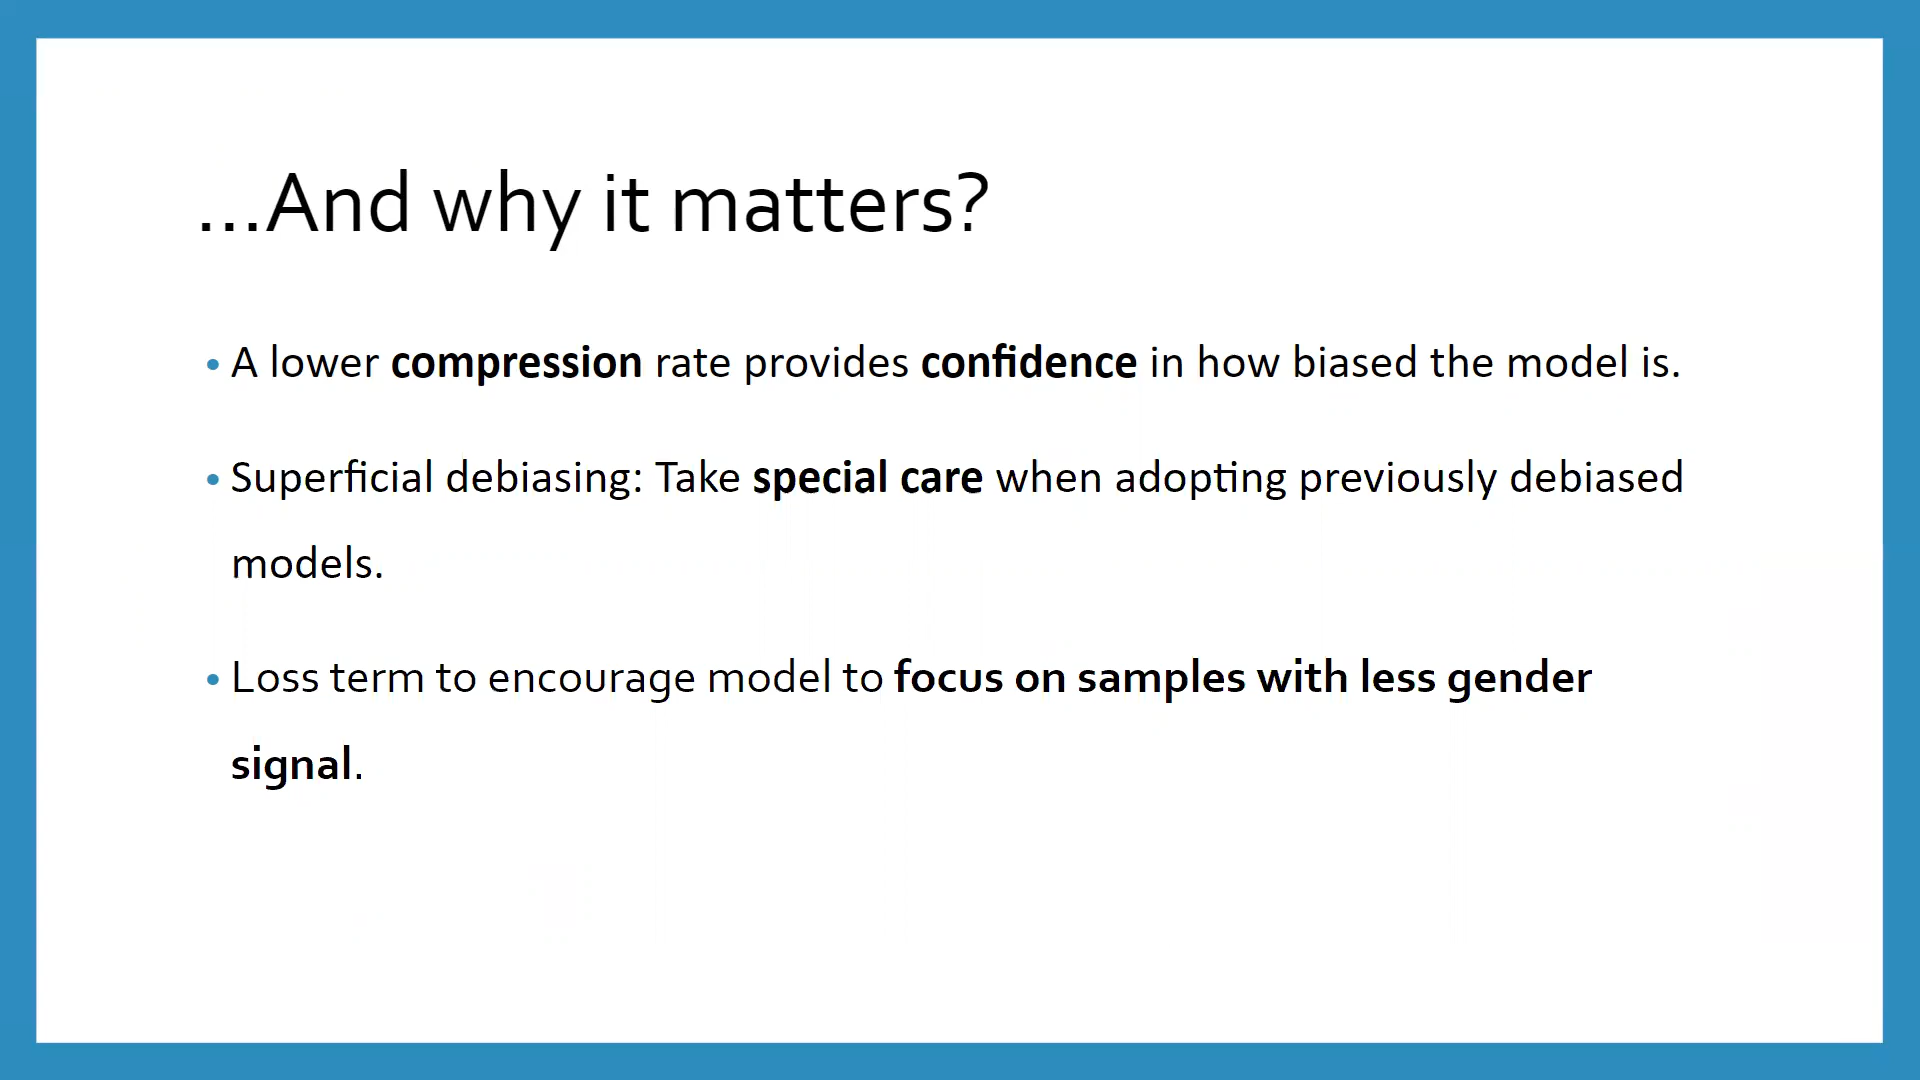 ...And why it matters?
• A lower compression rate provides confidence in how biased the model is.
• Superficial debiasing: Take special care when adopting previously debiased
models.
• Loss term to encourage model to focus on samples with less gender
signal.